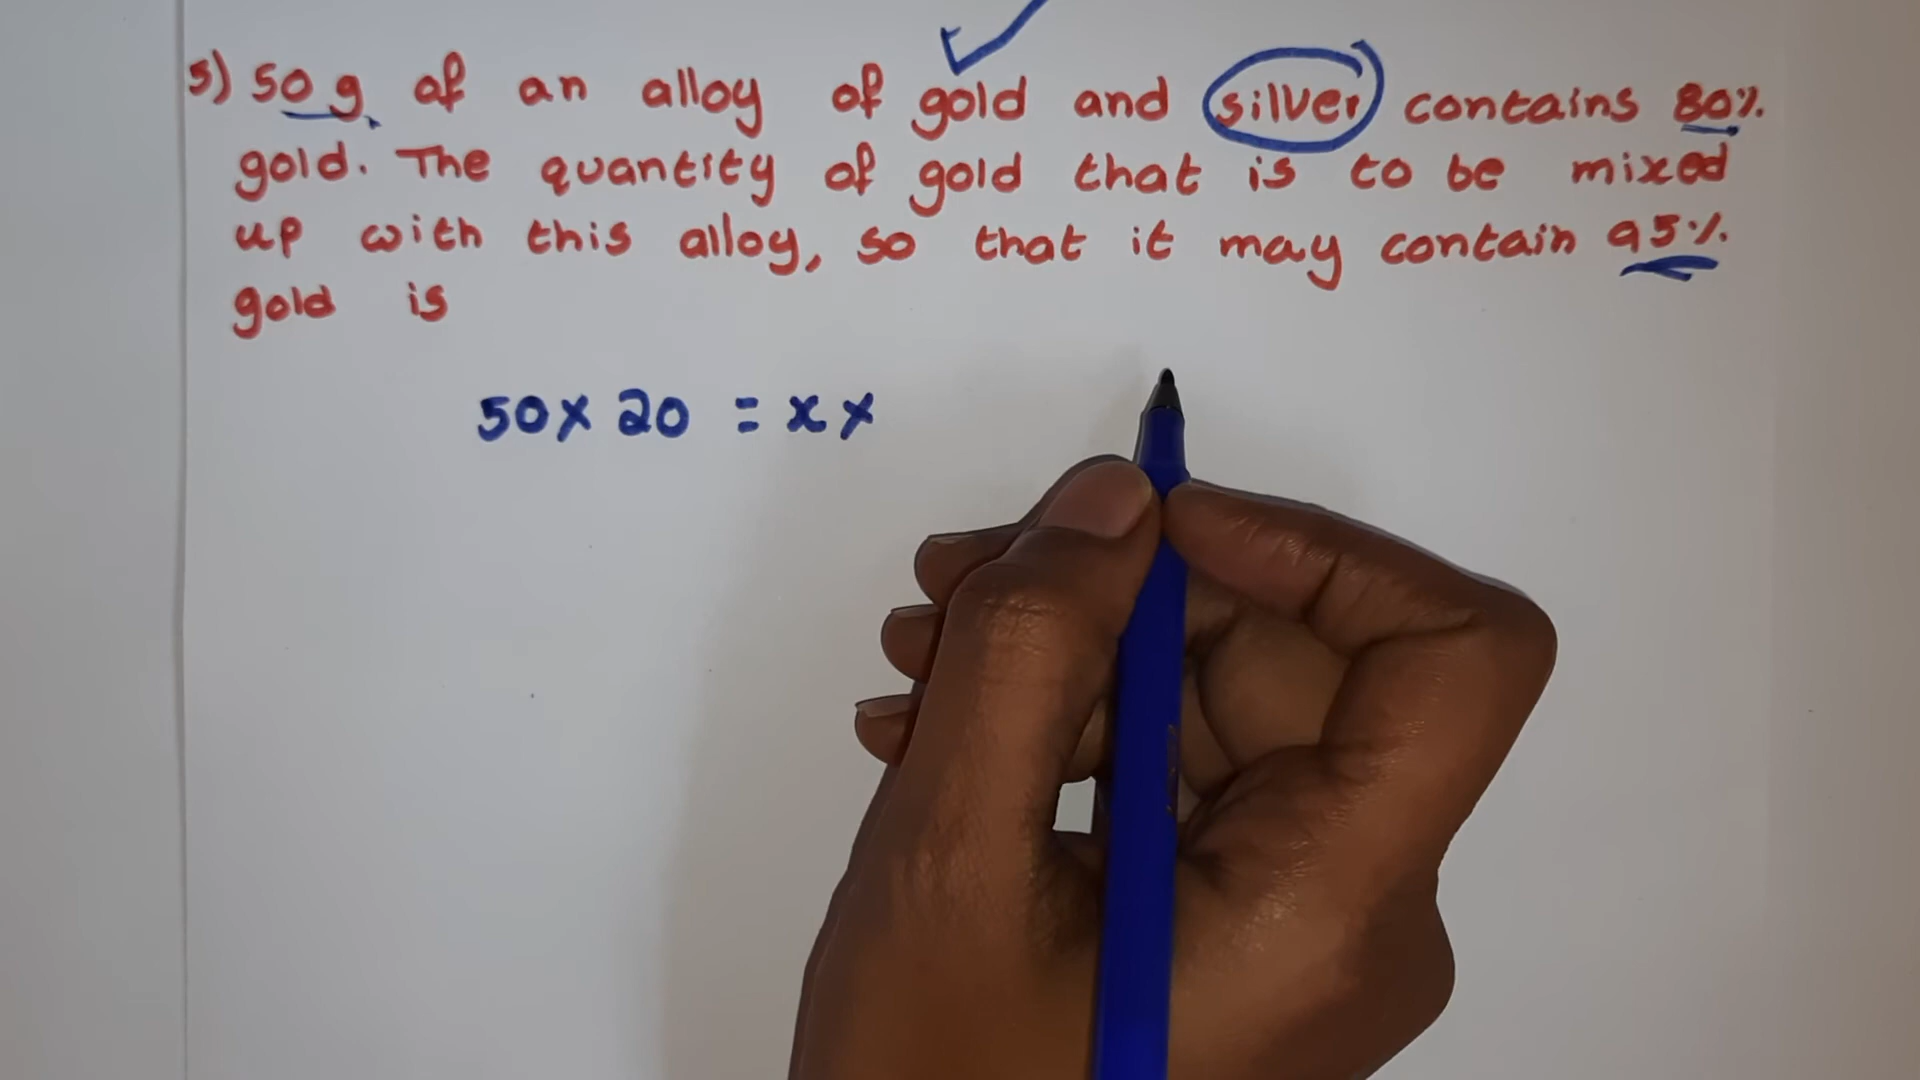 5) 50 g of an alloy of gold and silver contains 80%
gold. The quantity of gold that is to be mixed
up with this alloy, so that it may contain 95%
gold is
50 x 20 = x x